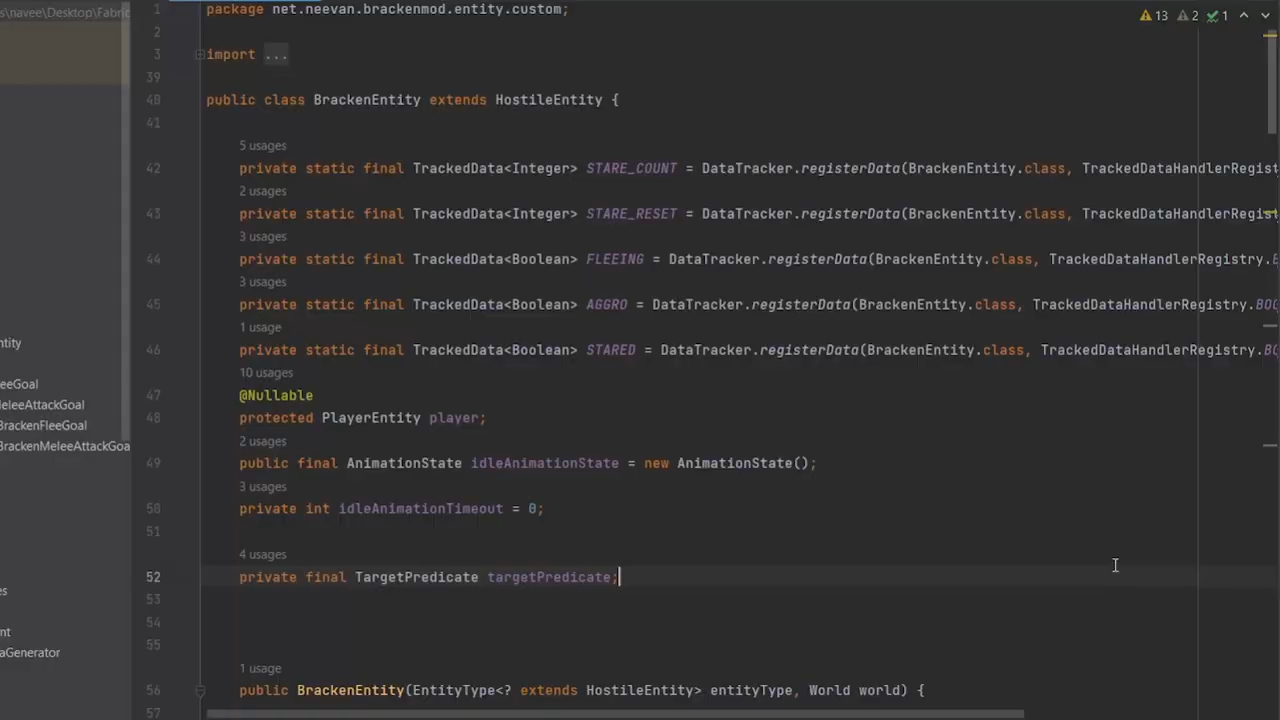 s\navee\Desktop\Fabric
13 2 1
1 package net.neevan.brackenmod.entity.custom;
2
3 import ...
39
40 public class BrackenEntity extends HostileEntity {
41
5 usages
42 private static final TrackedData<Integer> STARE_COUNT = DataTracker.registerData(BrackenEntity.class, TrackedDataHandlerRegist
2 usages
43 private static final TrackedData<Integer> STARE_RESET = DataTracker.registerData(BrackenEntity.class, TrackedDataHandlerRegist
3 usages
44 private static final TrackedData<Boolean> FLEEING = DataTracker.registerData(BrackenEntity.class, TrackedDataHandlerRegistry.B
3 usages
45 private static final TrackedData<Boolean> AGGRO = DataTracker.registerData(BrackenEntity.class, TrackedDataHandlerRegistry.BOO
1 usage
46 private static final TrackedData<Boolean> STARED = DataTracker.registerData(BrackenEntity.class, TrackedDataHandlerRegistry.BO
10 usages
47 @Nullable
48 protected PlayerEntity player;
2 usages
49 public final AnimationState idleAnimationState = new AnimationState();
3 usages
50 private int idleAnimationTimeout = 0;
51
4 usages
52 private final TargetPredicate targetPredicate;
53
54
55
1 usage
56 public BrackenEntity(EntityType<? extends HostileEntity> entityType, World world) {
57
ntity
leeGoal
MeleeAttackGoal
BrackenFleeGoal
BrackenMeleeAttackGoa
es
nt
taGenerator